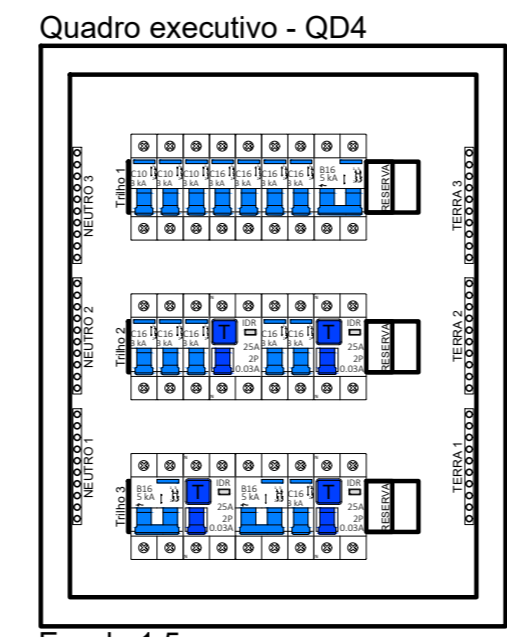 Quadro executivo - QD4
NEUTRO 3
Trilho 1
C10 C10 C10 C16 C16 C16 C16 B16
3 kA 3 kA 3 kA 3 kA 3 kA 3 kA 3 kA 5 kA
RESERVA
TERRA 3
NEUTRO 2
Trilho 2
C16 C16 C16 T IDR C16 C16 T IDR
3 kA 3 kA 3 kA 25A 3 kA 3 kA 25A
2P 2P
0.03A 0.03A
RESERVA
TERRA 2
NEUTRO 1
Trilho 3
B16 T IDR B16 C16 T IDR
5 kA 25A 5 kA 3 kA 25A
2P 2P
0.03A 0.03A
RESERVA
TERRA 1